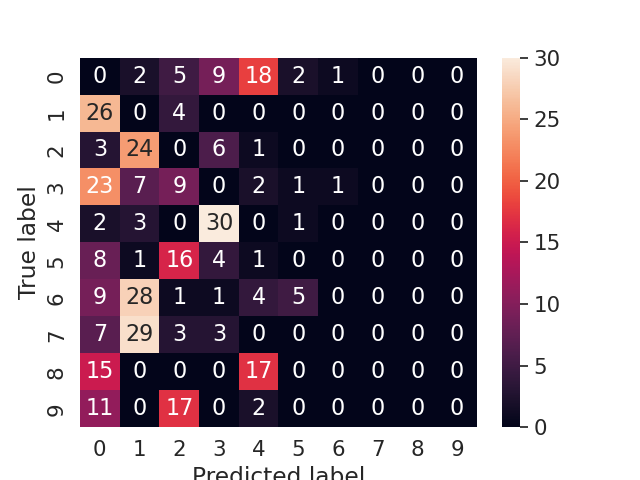 0 0 2 5 9 18 2 1 0 0 0
1 26 0 4 0 0 0 0 0 0 0
2 3 24 0 6 1 0 0 0 0 0
3 23 7 9 0 2 1 1 0 0 0
4 2 3 0 30 0 1 0 0 0 0
5 8 1 16 4 1 0 0 0 0 0
6 9 28 1 1 4 5 0 0 0 0
7 7 29 3 3 0 0 0 0 0 0
8 15 0 0 0 17 0 0 0 0 0
9 11 0 17 0 2 0 0 0 0 0
0 1 2 3 4 5 6 7 8 9
Predicted label
True label
30
25
20
15
10
5
0